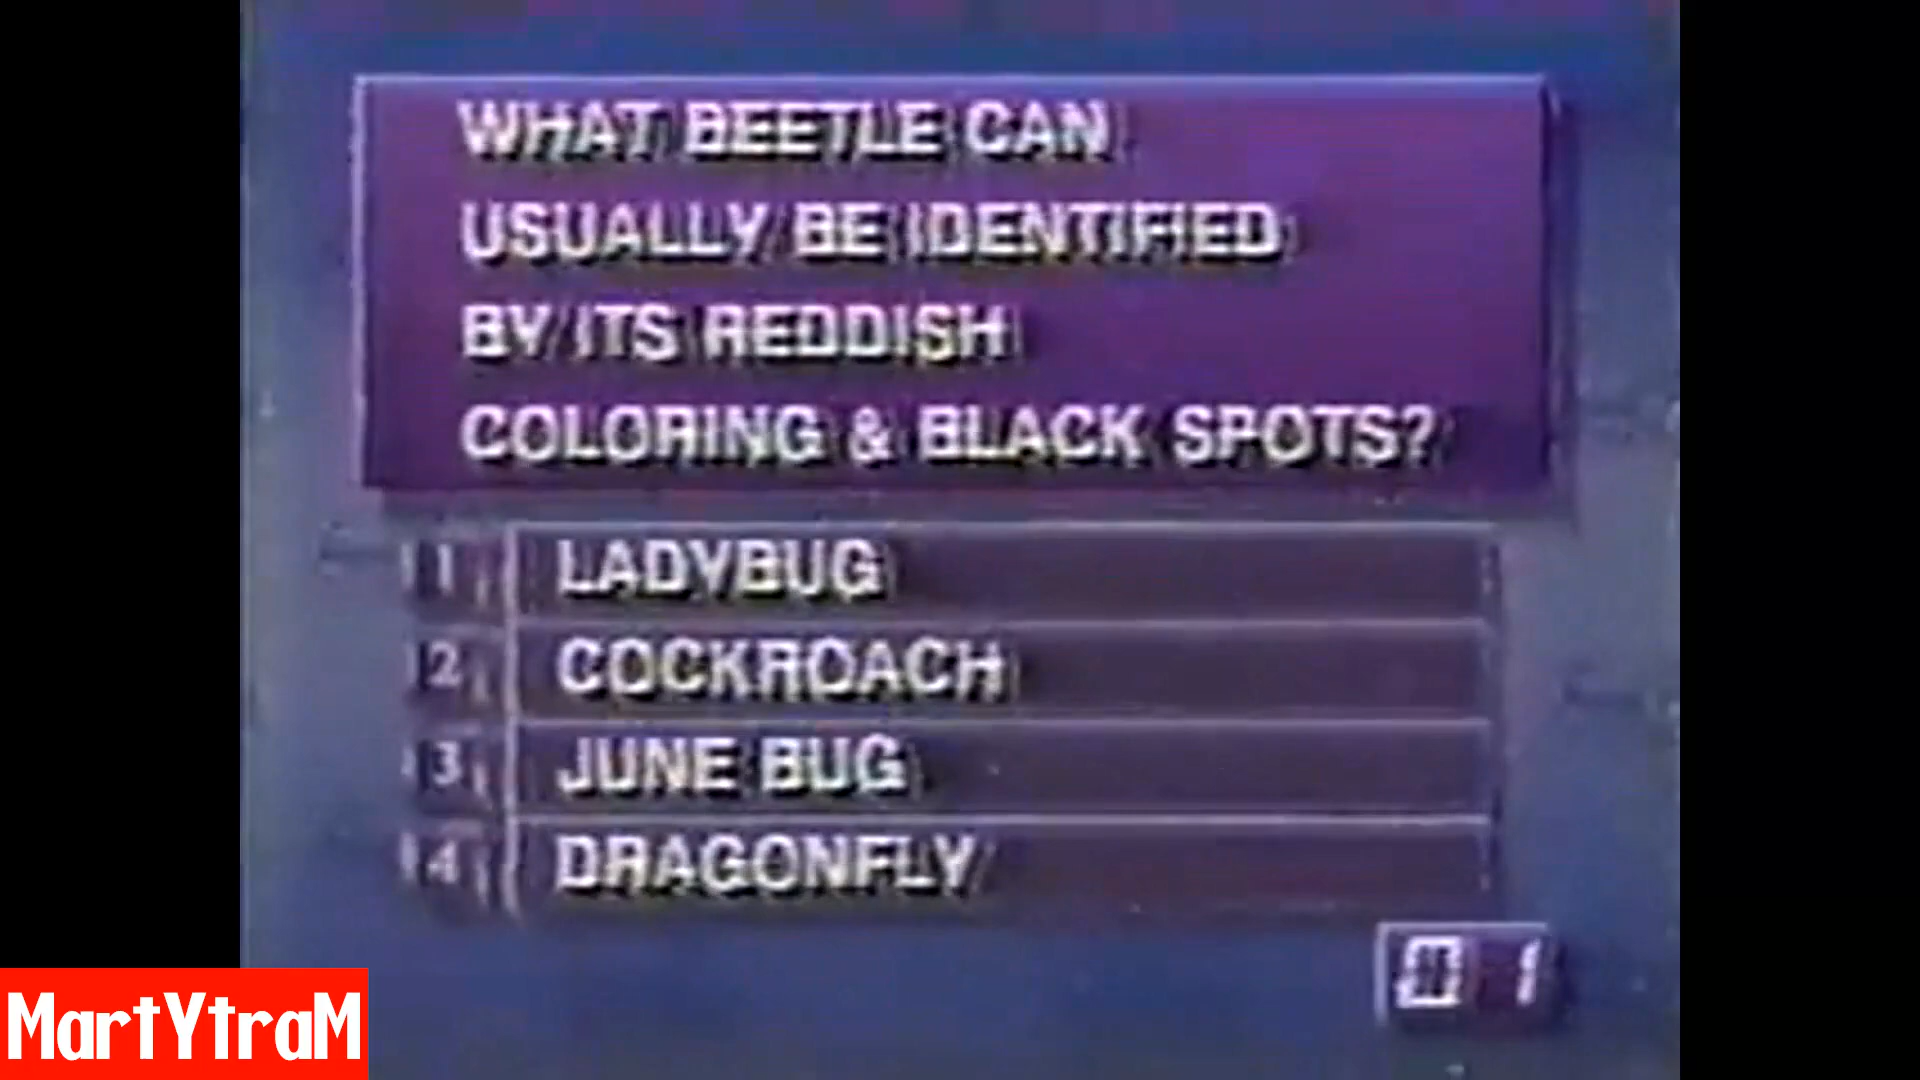 WHAT BEETLE CAN
USUALLY BE IDENTIFIED
BY ITS REDDISH
COLORING & BLACK SPOTS?
1 LADYBUG
2 COCKROACH
3 JUNE BUG
4 DRAGONFLY
01
MartYtraM